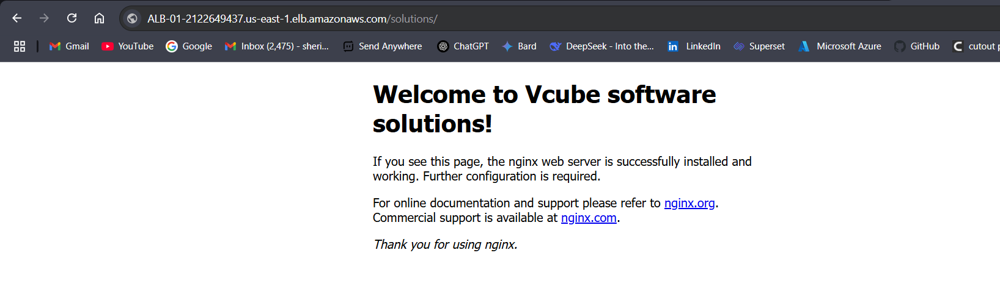 ALB-01-2122649437.us-east-1.elb.amazonaws.com/solutions/
Gmail YouTube Google Inbox (2,475) - sheri... Send Anywhere ChatGPT Bard DeepSeek - Into the... LinkedIn Superset Microsoft Azure GitHub cutout p
Welcome to Vcube software
solutions!
If you see this page, the nginx web server is successfully installed and
working. Further configuration is required.
For online documentation and support please refer to nginx.org.
Commercial support is available at nginx.com.
Thank you for using nginx.